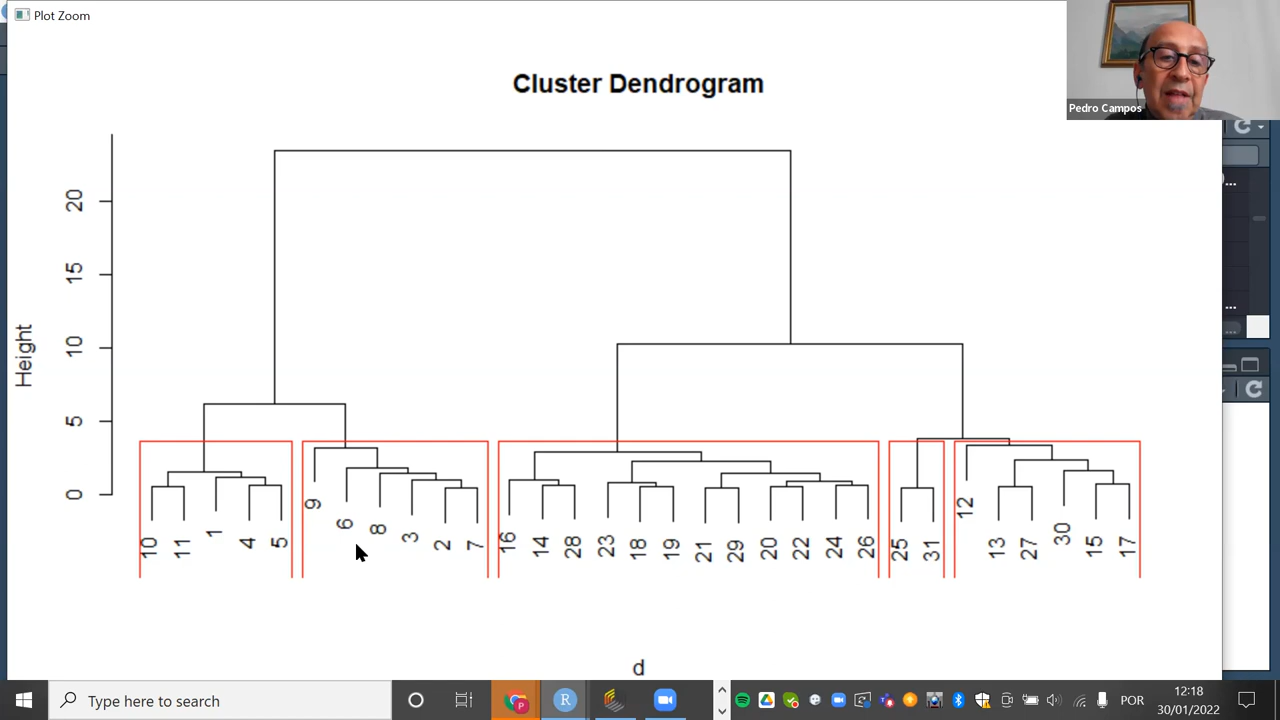 Plot Zoom
Pedro Campos
Cluster Dendrogram
Height
20
15
10
5
0
10 11 1 4 5 9 6 8 3 2 7 16 14 28 23 18 19 21 29 20 22 24 26 25 31 12 13 27 30 15 17
d
Type here to search
POR
12:18
30/01/2022